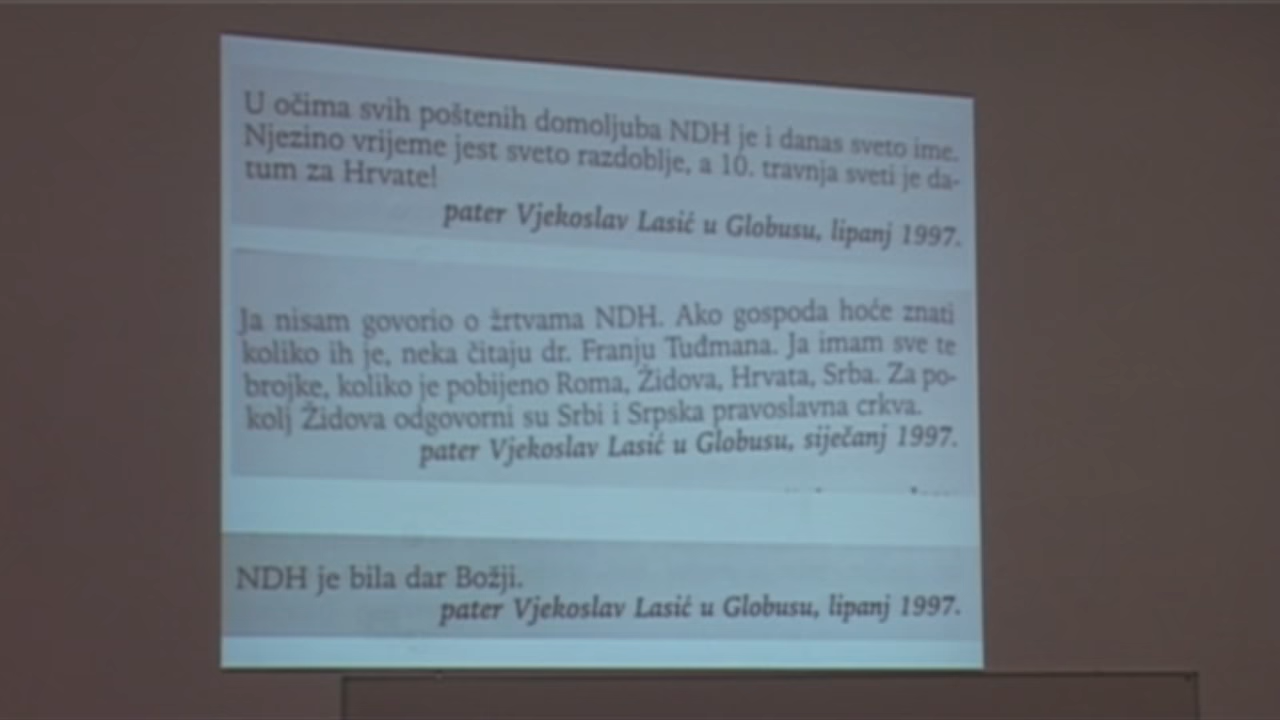 U očima svih poštenih domoljuba NDH je i danas sveto ime.
Njezino vrijeme jest sveto razdoblje, a 10. travnja sveti je da-
tum za Hrvate!
pater Vjekoslav Lasić u Globusu, lipanj 1997.
Ja nisam govorio o žrtvama NDH. Ako gospoda hoće znati
koliko ih je, neka čitaju dr. Franju Tuđmana. Ja imam sve te
brojke, koliko je pobijeno Roma, Židova, Hrvata, Srba. Za po-
kolj Židova odgovorni su Srbi i Srpska pravoslavna crkva.
pater Vjekoslav Lasić u Globusu, siječanj 1997.
NDH je bila dar Božji.
pater Vjekoslav Lasić u Globusu, lipanj 1997.